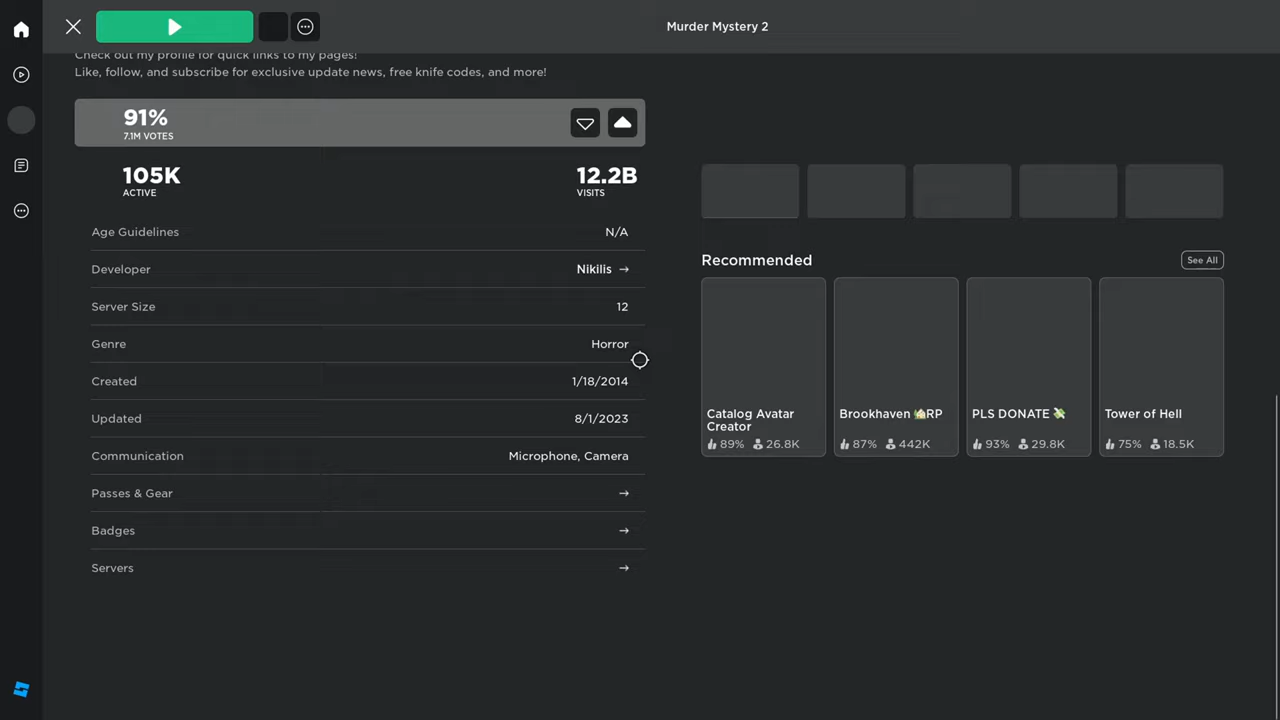 Murder Mystery 2
Check out my profile for quick links to my pages!
Like, follow, and subscribe for exclusive update news, free knife codes, and more!
91%
7.1M VOTES
105K
ACTIVE
12.2B
VISITS
Age Guidelines N/A
Developer Nikilis →
Server Size 12
Genre Horror
Created 1/18/2014
Updated 8/1/2023
Communication Microphone, Camera
Passes & Gear →
Badges →
Servers →
Recommended
See All
Catalog Avatar
Creator
89% 26.8K
Brookhaven 🏡RP
87% 442K
PLS DONATE 💸
93% 29.8K
Tower of Hell
75% 18.5K